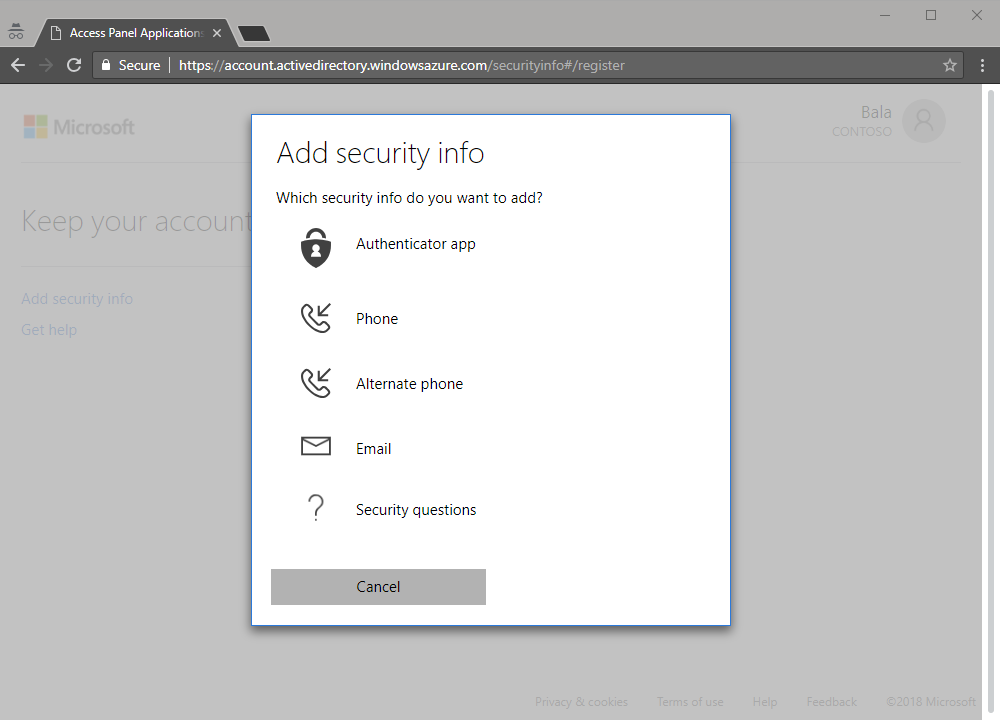 Access Panel Applications
Secure
https://account.activedirectory.windowsazure.com/securityinfo#/register
Microsoft
Bala
CONTOSO
Keep your account
Add security info
Get help
Add security info
Which security info do you want to add?
Authenticator app
Phone
Alternate phone
Email
Security questions
Cancel
Privacy & cookies
Terms of use
Help
Feedback
©2018 Microsoft